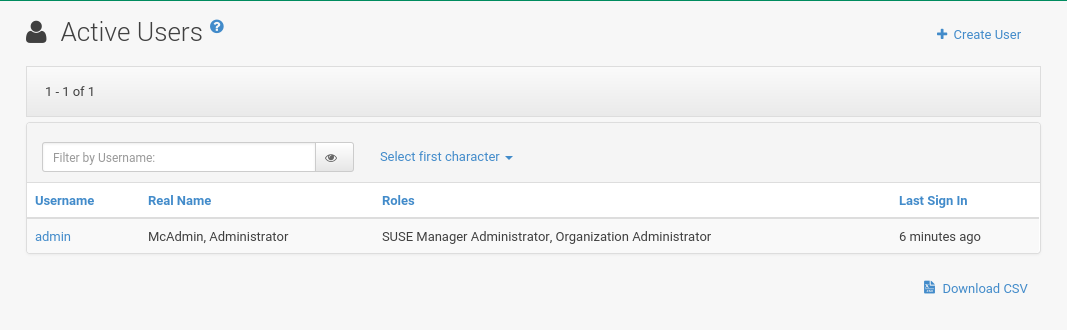 Active Users
Create User
1 - 1 of 1
Filter by Username:
Select first character
Username Real Name Roles Last Sign In
admin McAdmin, Administrator SUSE Manager Administrator, Organization Administrator 6 minutes ago
Download CSV